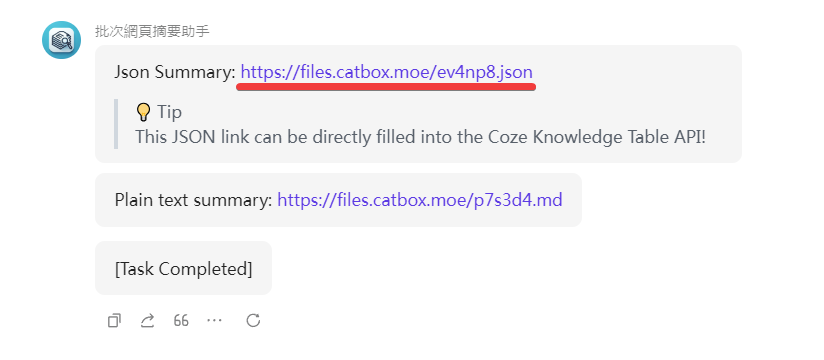 批次網頁摘要助手
Json Summary: https://files.catbox.moe/ev4np8.json
Tip
This JSON link can be directly filled into the Coze Knowledge Table API!
Plain text summary: https://files.catbox.moe/p7s3d4.md
[Task Completed]